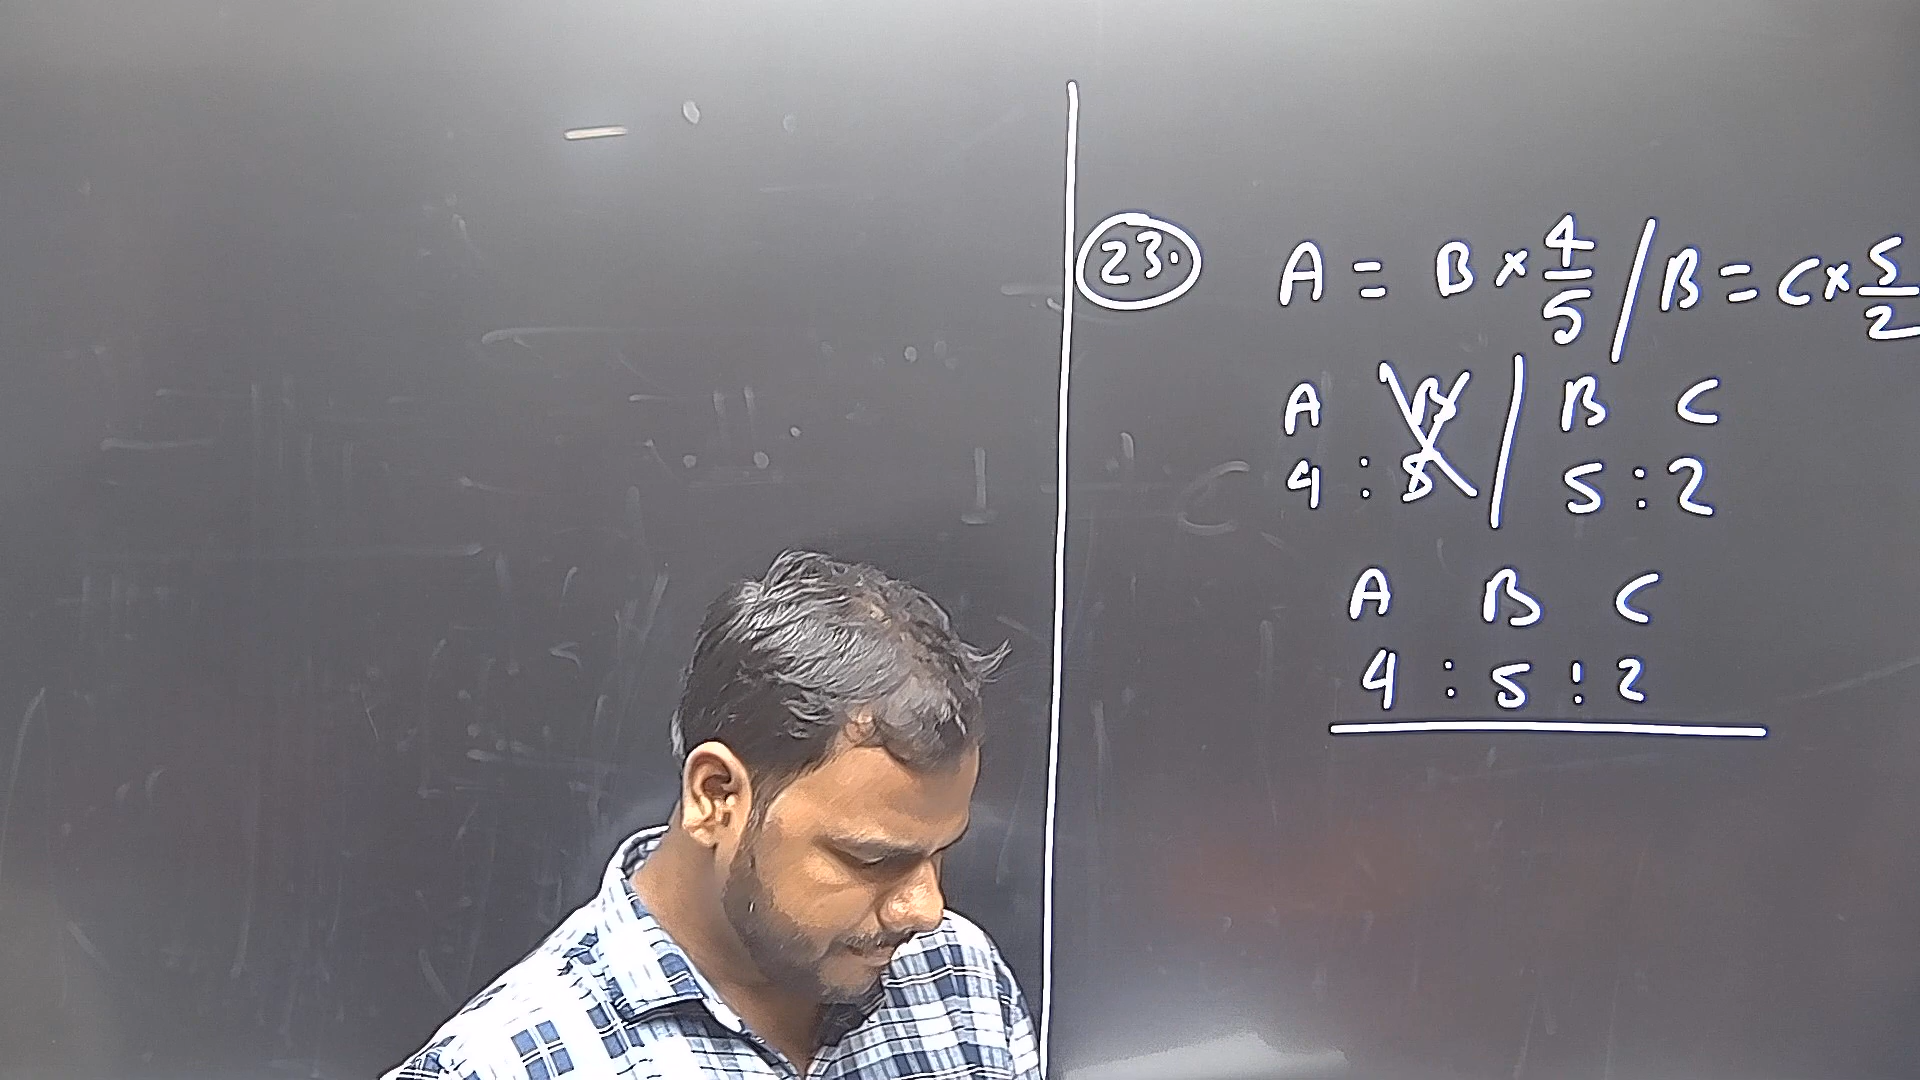 23. A = B × 4/5 / B = C × 5/2
A B / B C
4 : 5 / 5 : 2
A B C
4 : 5 : 2